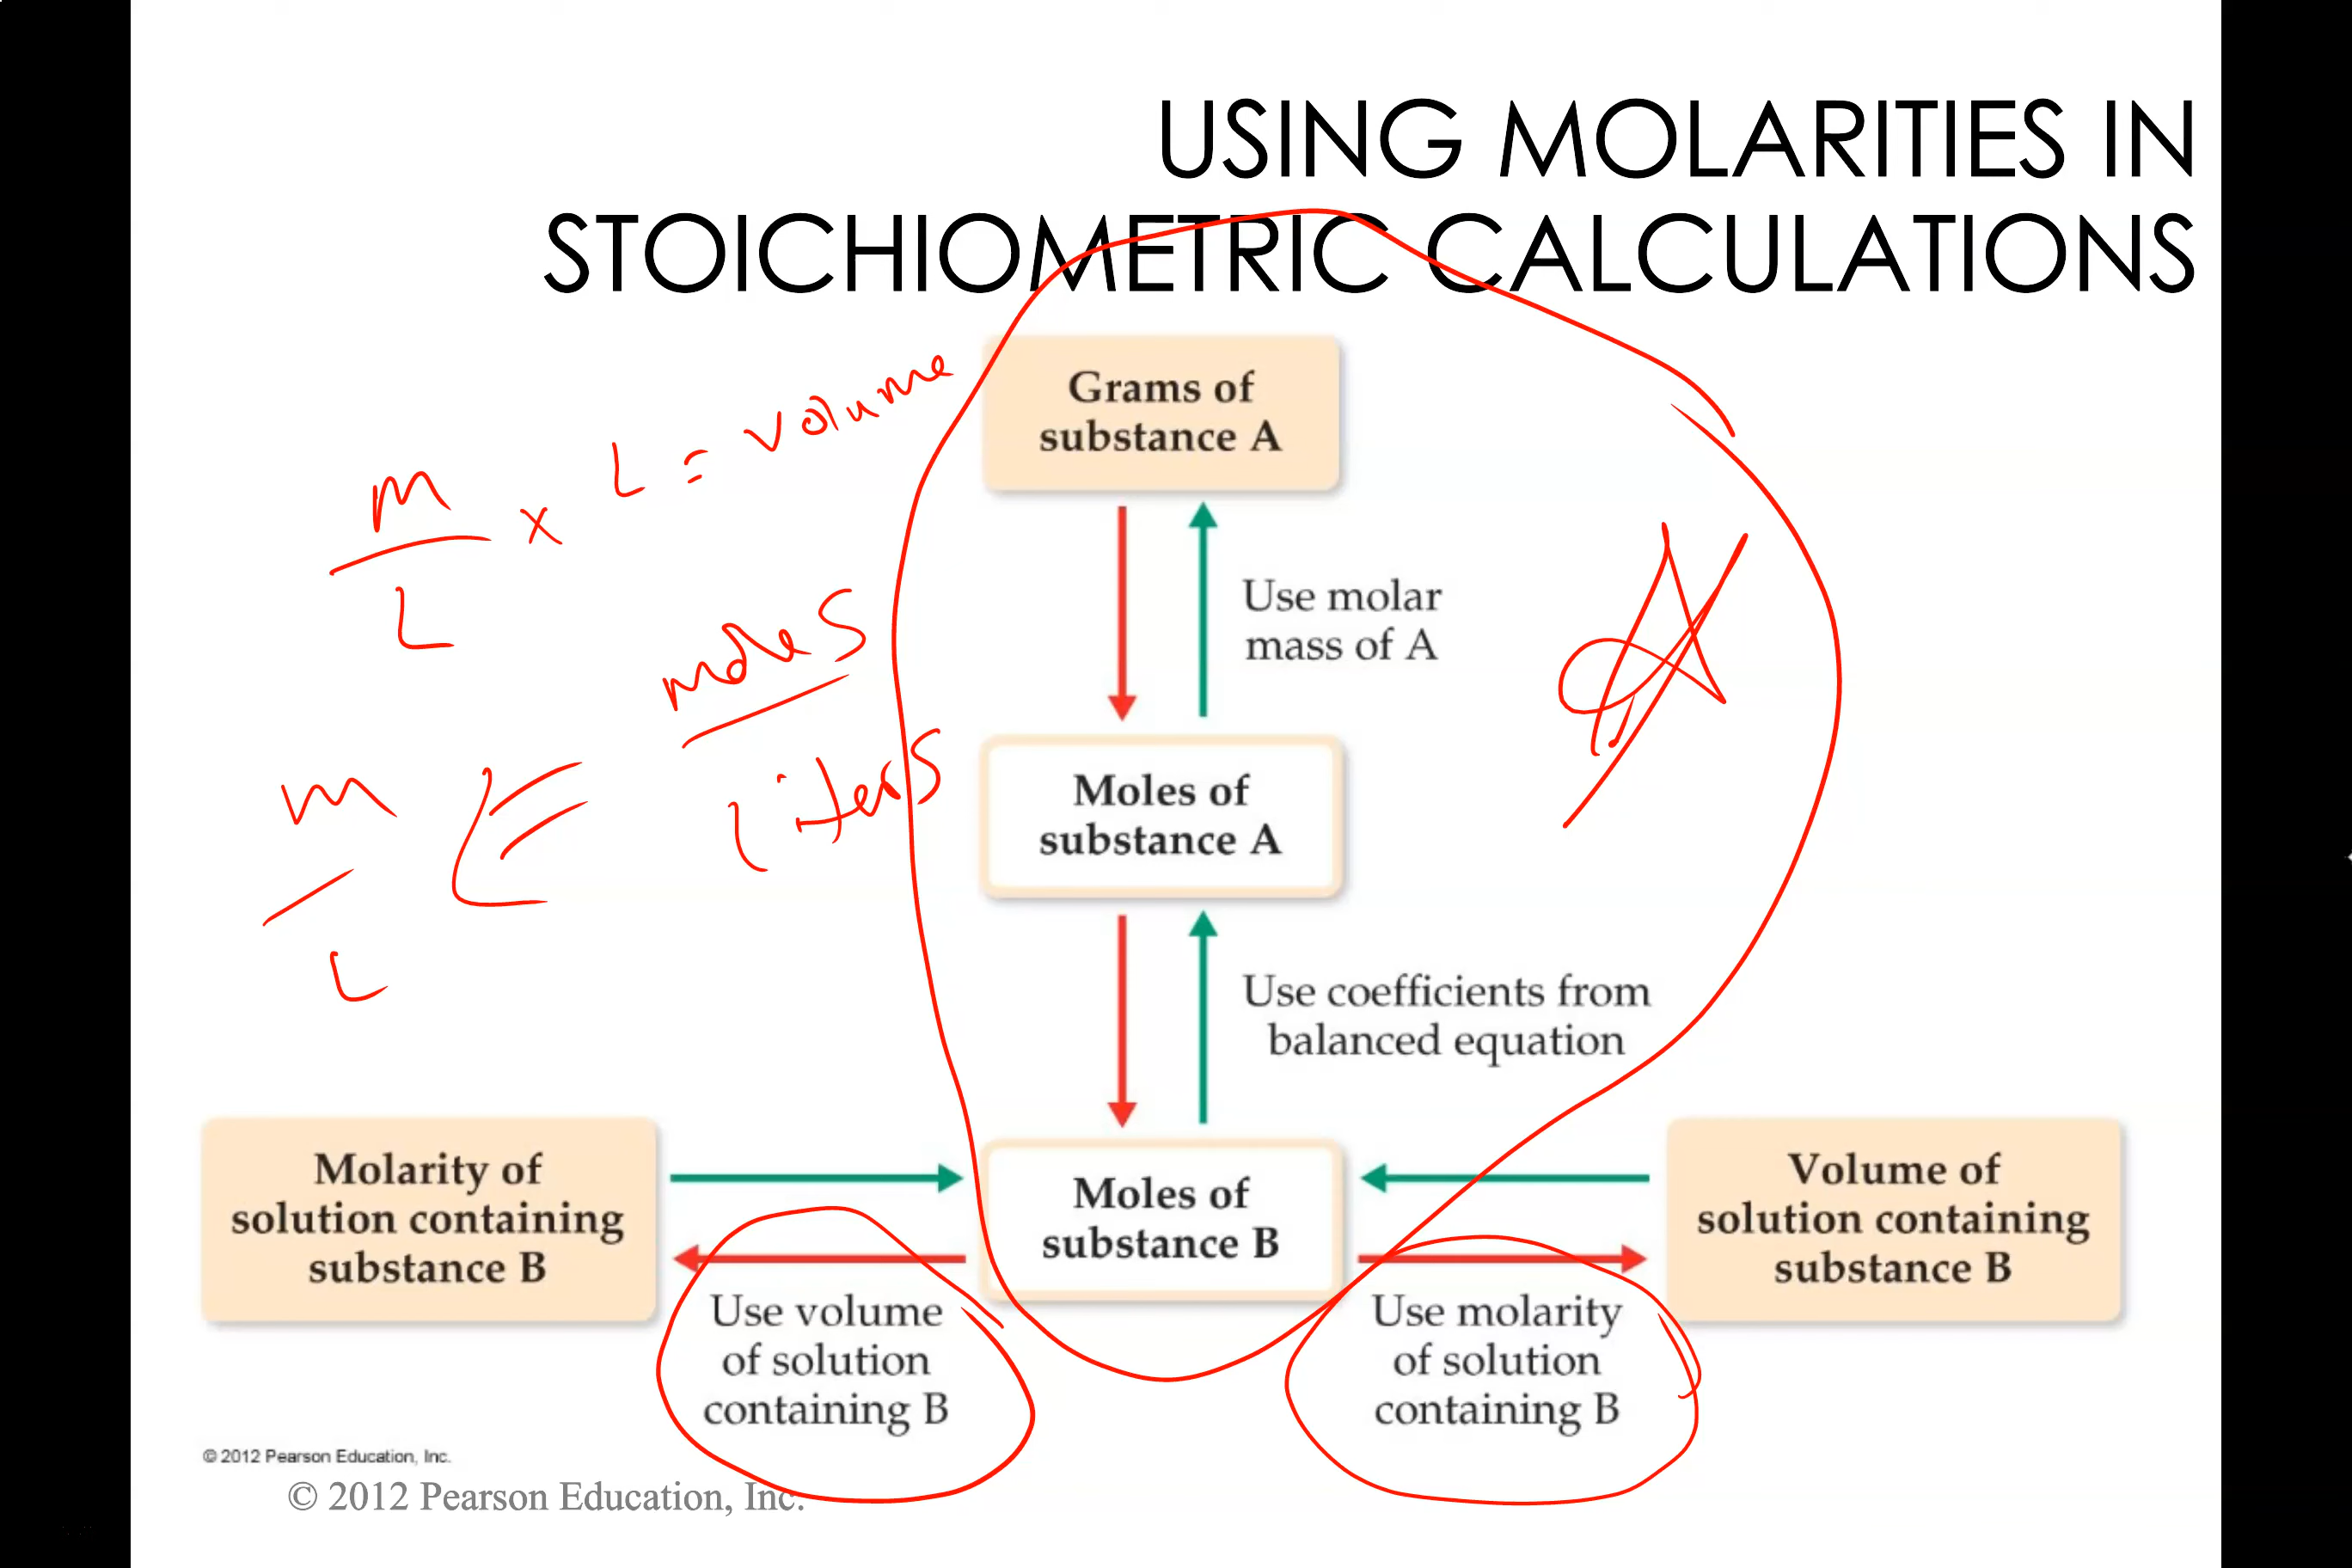 USING MOLARITIES IN
STOICHIOMETRIC CALCULATIONS
Grams of
substance A
m
L
x L = volume
Use molar
mass of A
moles
liters
m
L
Moles of
substance A
Use coefficients from
balanced equation
Molarity of
solution containing
substance B
Moles of
substance B
Volume of
solution containing
substance B
Use volume
of solution
containing B
Use molarity
of solution
containing B
© 2012 Pearson Education, Inc.
© 2012 Pearson Education, Inc.